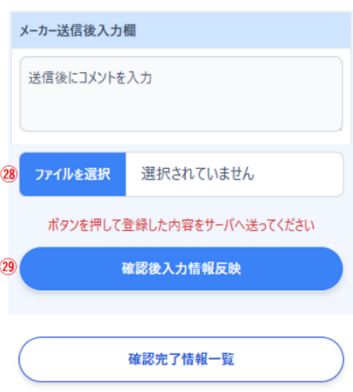 メーカー送信後入力欄
送信後にコメントを入力
㉘ ファイルを選択 選択されていません
ボタンを押して登録した内容をサーバへ送ってください
㉙ 確認後入力情報反映
確認完了情報一覧